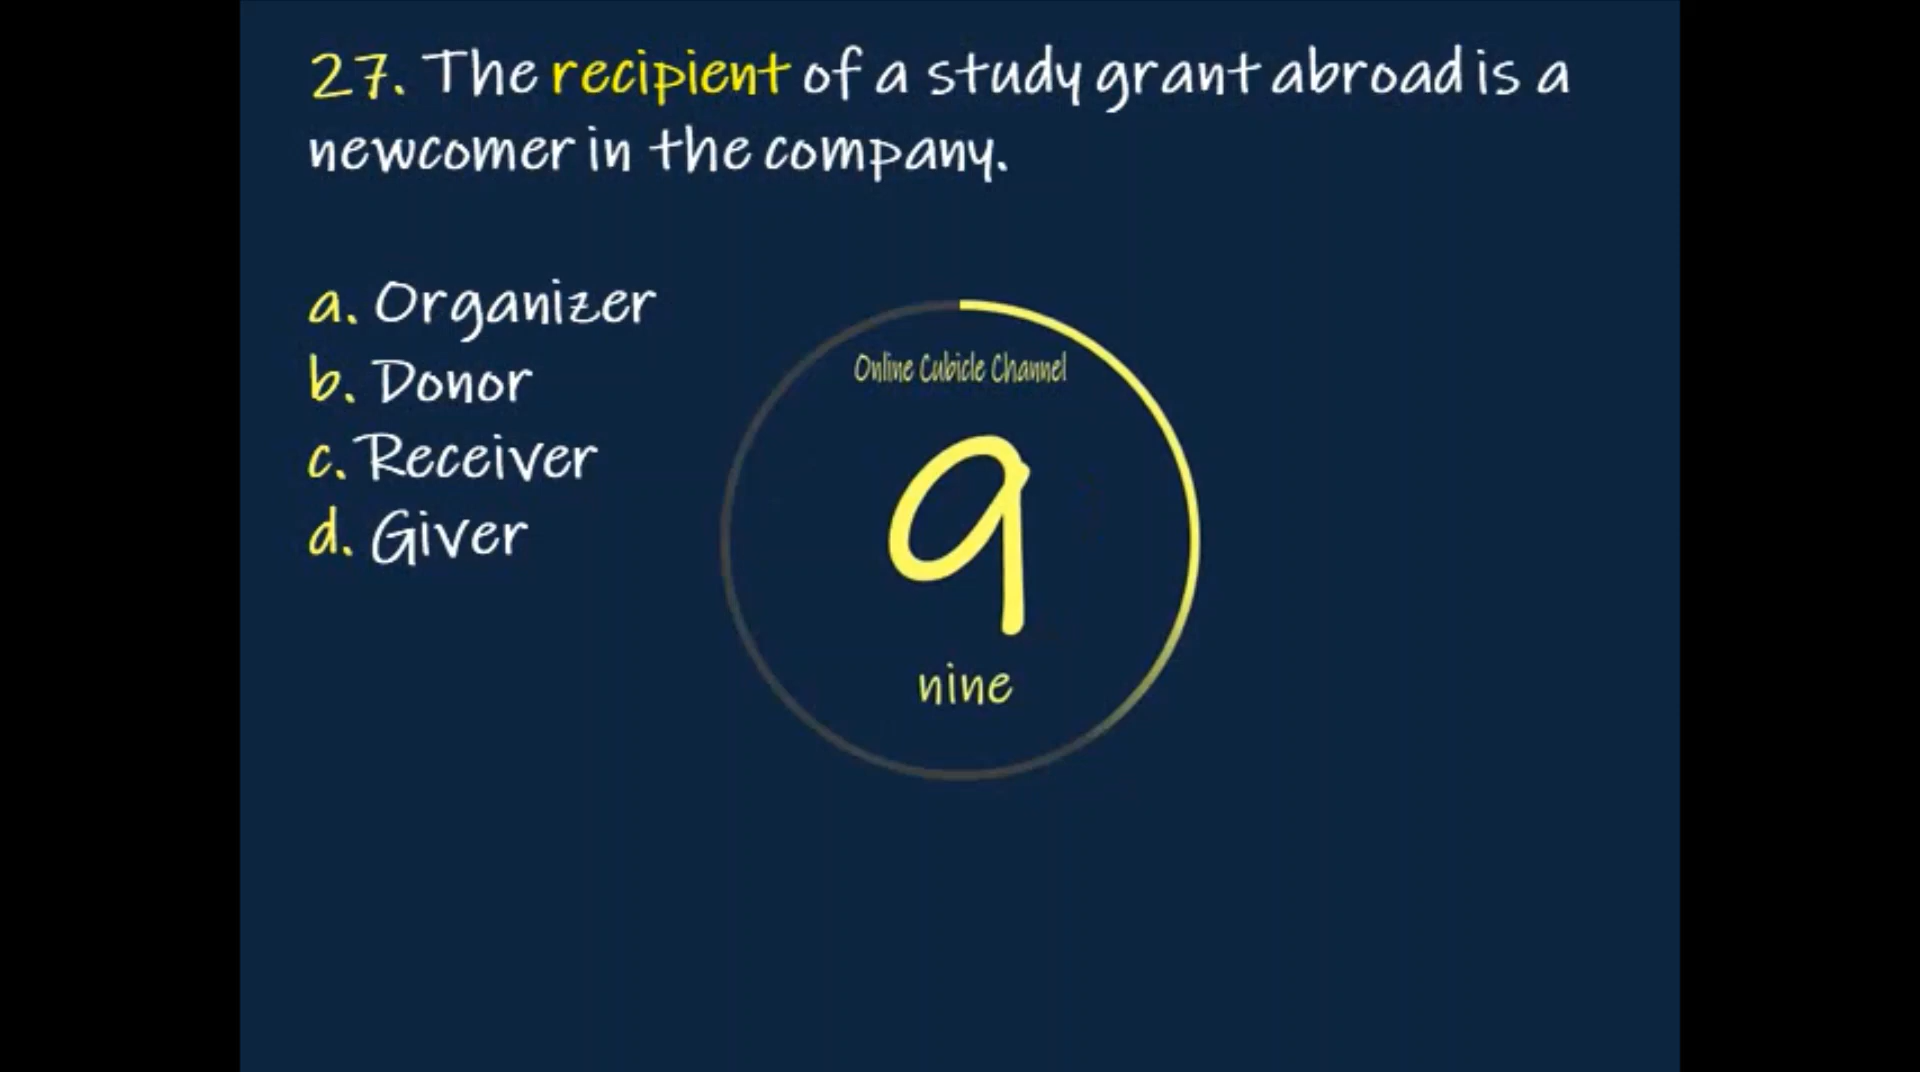 27. The recipient of a study grant abroad is a
newcomer in the company.
a. Organizer
b. Donor
c. Receiver
d. Giver
Online Cubicle Channel
9
nine